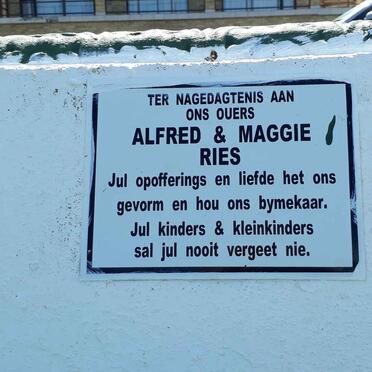 TER NAGEDAGTENIS AAN
ONS OUERS
ALFRED & MAGGIE
RIES
Jul opofferings en liefde het ons
gevorm en hou ons bymekaar.
Jul kinders & kleinkinders
sal jul nooit vergeet nie.